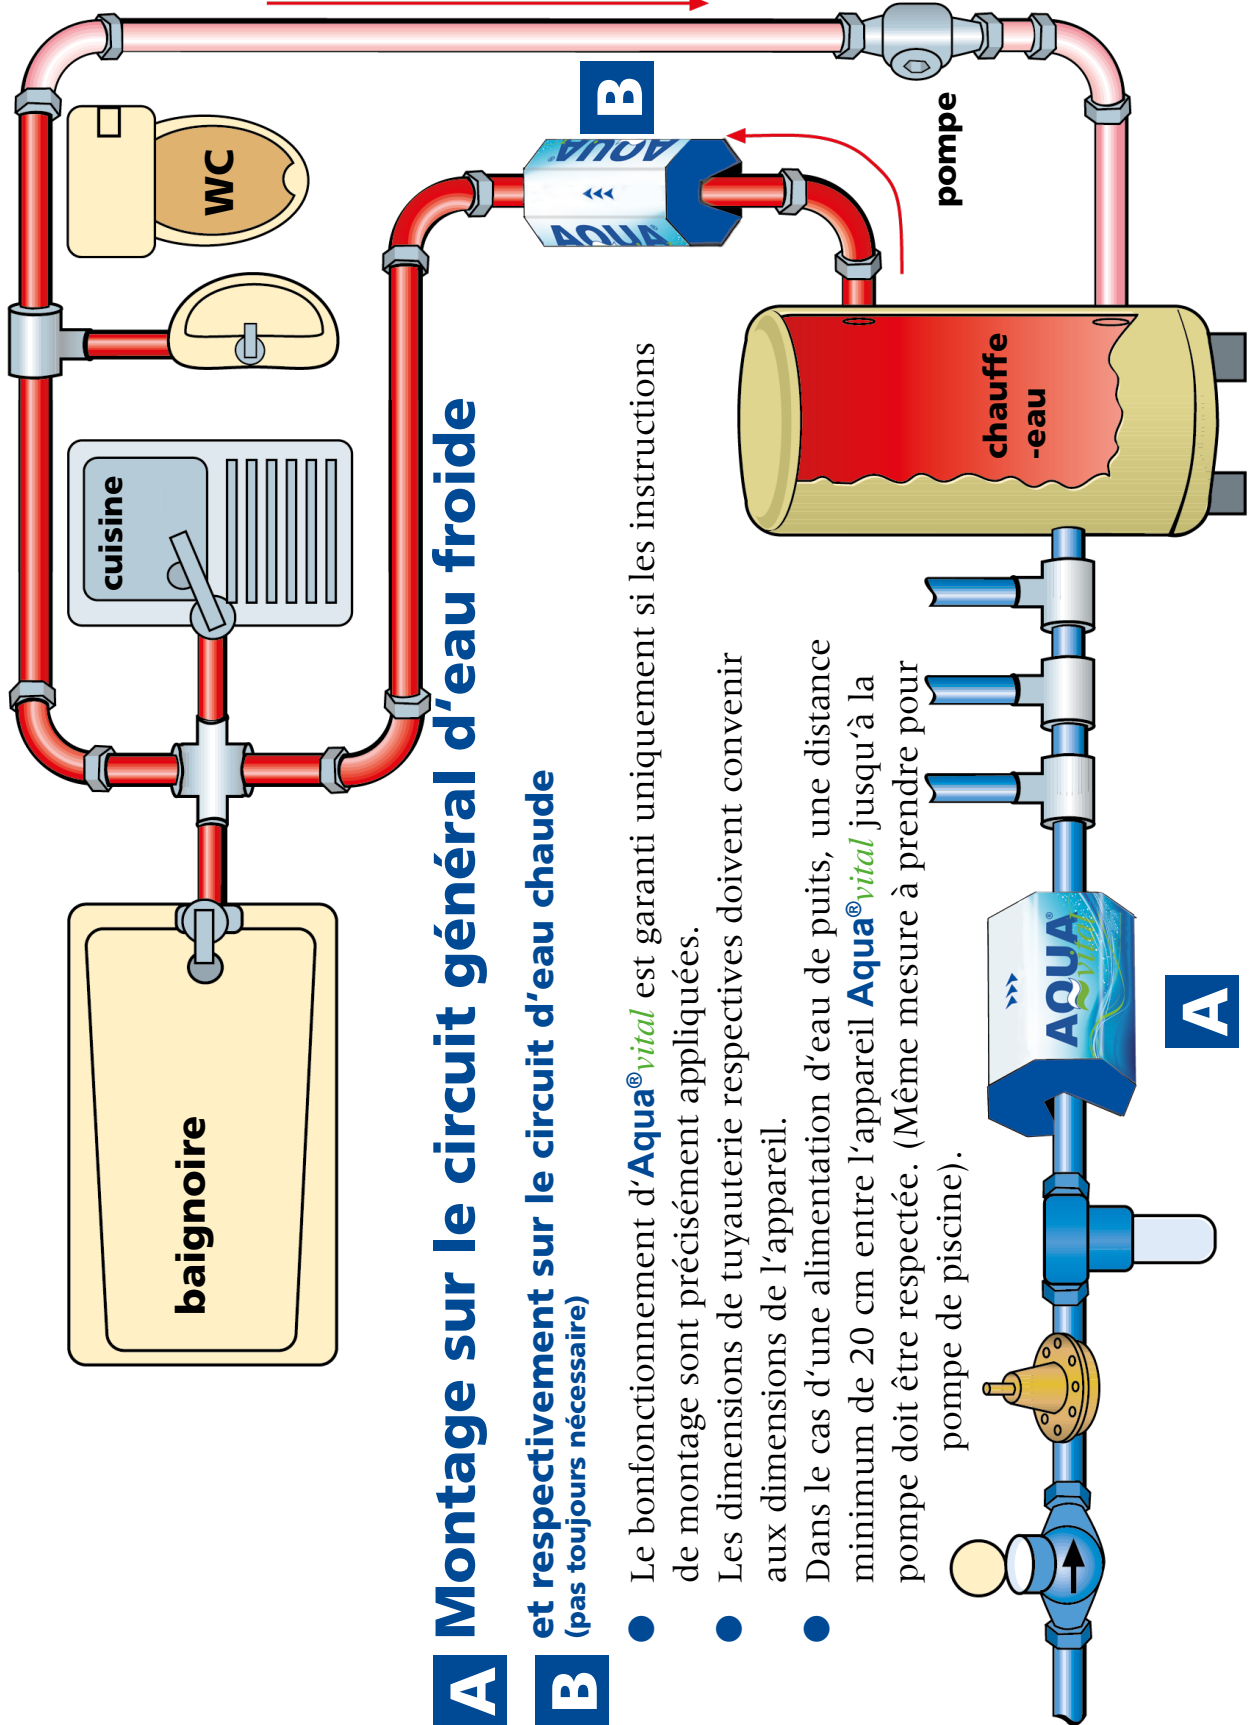 baignoire
cuisine
WC
A Montage sur le circuit général d'eau froide
B et respectivement sur le circuit d'eau chaude
(pas toujours nécessaire)
● Le bonfonctionnement d‘Aqua®vital est garanti uniquement si les instructions
de montage sont précisément appliquées.
● Les dimensions de tuyauterie respectives doivent convenir
aux dimensions de l‘appareil.
● Dans le cas d‘une alimentation d‘eau de puits, une distance
minimum de 20 cm entre l‘appareil Aqua®vital jusqu‘à la
pompe doit être respectée. (Même mesure à prendre pour
pompe de piscine).
B
AQUA
AQUA
pompe
chauffe
-eau
AQUA®
vital
A